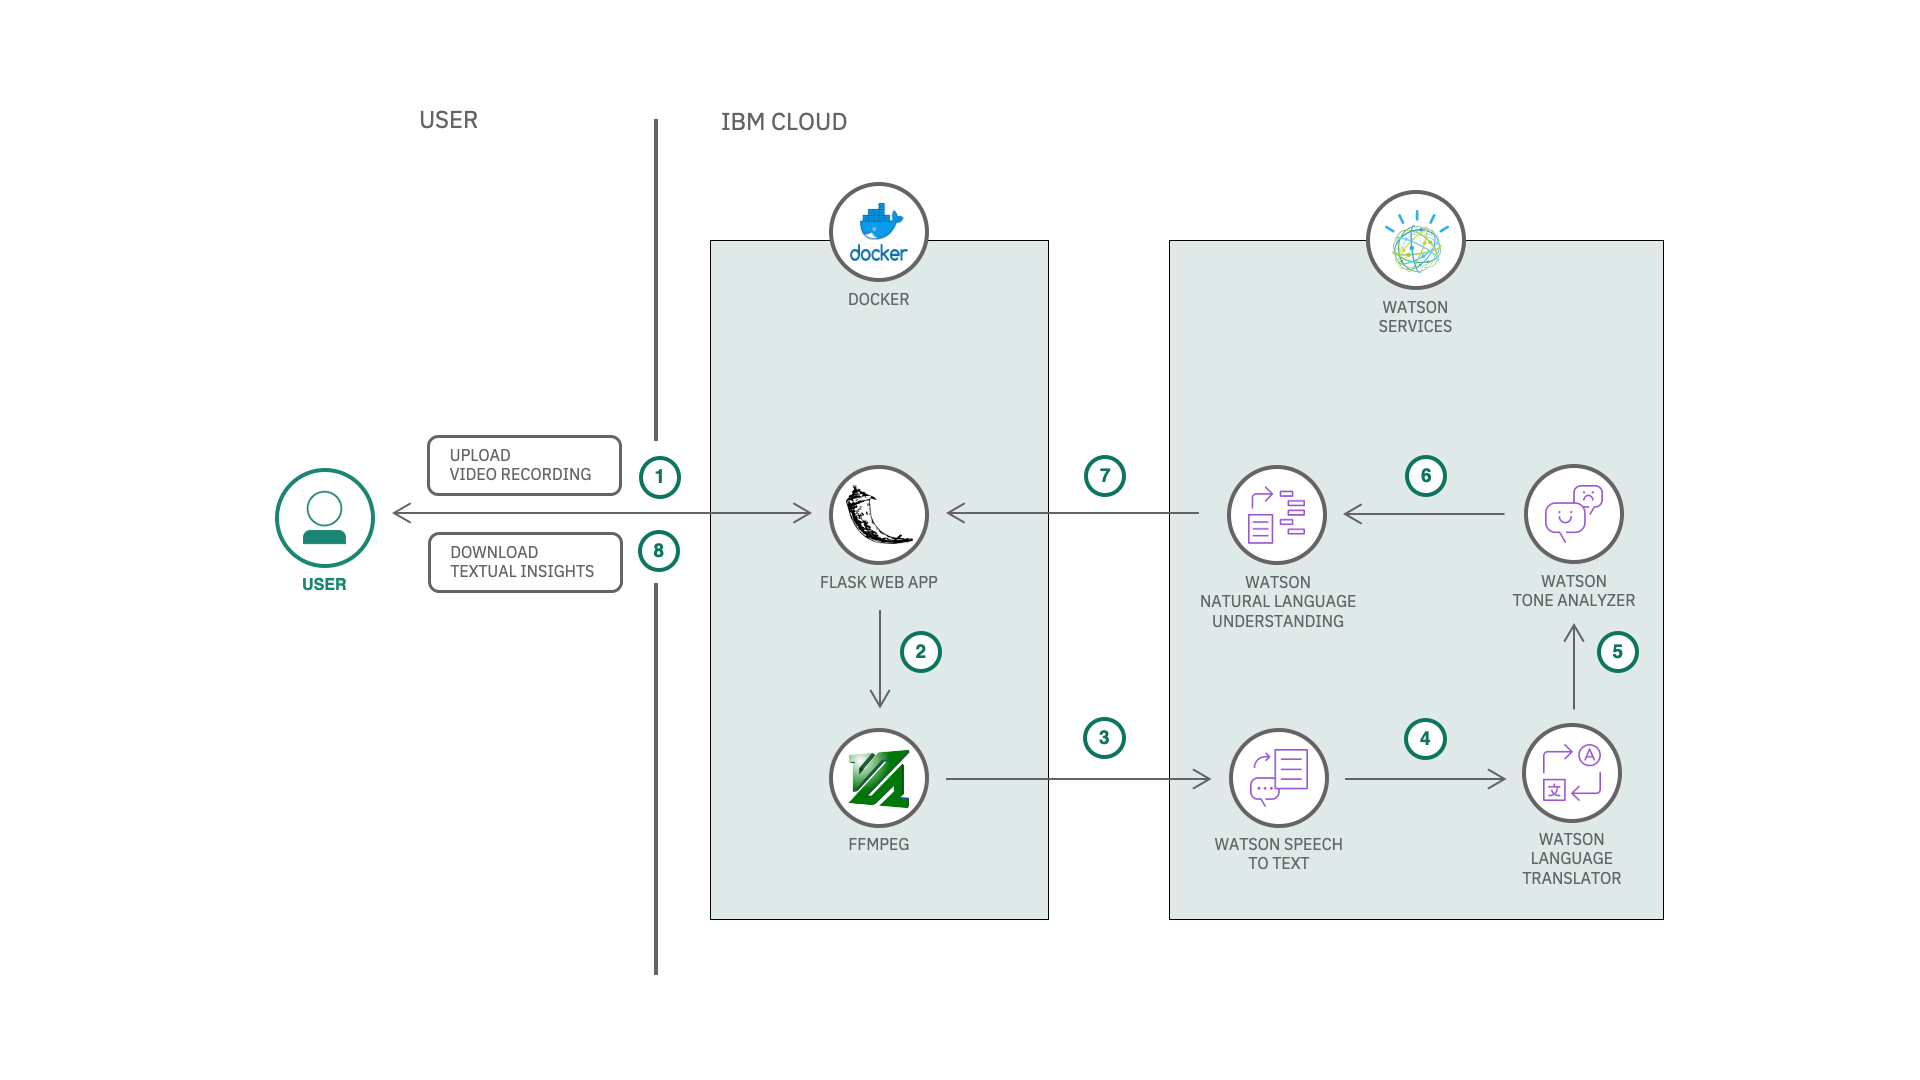 USER
IBM CLOUD
docker
DOCKER
WATSON
SERVICES
UPLOAD
VIDEO RECORDING
1
8
DOWNLOAD
TEXTUAL INSIGHTS
USER
FLASK WEB APP
2
FFMPEG
3
7
WATSON
NATURAL LANGUAGE
UNDERSTANDING
6
WATSON
TONE ANALYZER
5
WATSON SPEECH
TO TEXT
4
A
文
WATSON
LANGUAGE
TRANSLATOR